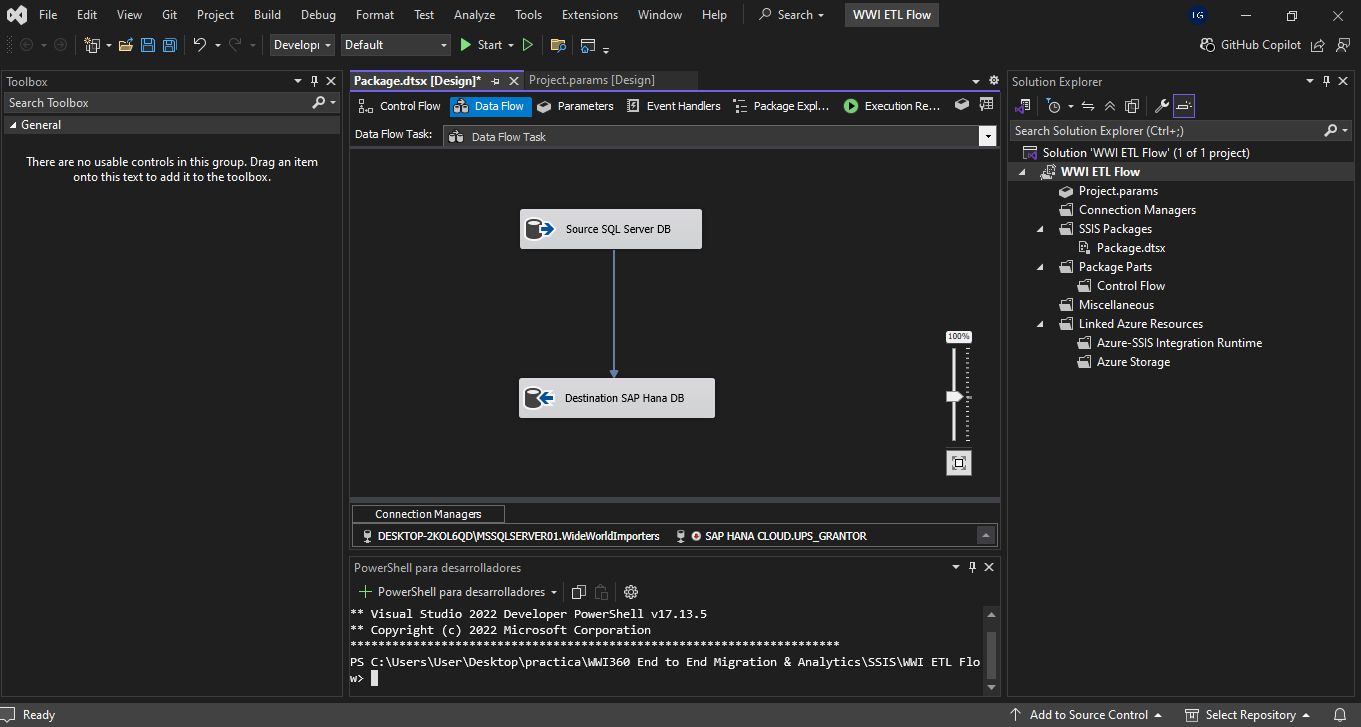 File Edit View Git Project Build Debug Format Test Analyze Tools Extensions Window Help Search WWI ETL Flow IG
Developı Default Start GitHub Copilot
Toolbox
Search Toolbox
General
There are no usable controls in this group. Drag an item
onto this text to add it to the toolbox.
Package.dtsx [Design]* Project.params [Design]
Control Flow Data Flow Parameters Event Handlers Package Expl... Execution Re...
Data Flow Task: Data Flow Task
Source SQL Server DB
Destination SAP Hana DB
100%
Connection Managers
DESKTOP-2KOL6QD\MSSQLSERVER01.WideWorldImporters SAP HANA CLOUD.UPS_GRANTOR
PowerShell para desarrolladores
PowerShell para desarrolladores
** Visual Studio 2022 Developer PowerShell v17.13.5
** Copyright (c) 2022 Microsoft Corporation
**********************************************************************
PS C:\Users\User\Desktop\practica\WWI360 End to End Migration & Analytics\SSIS\WWI ETL Flo
w>
Solution Explorer
Search Solution Explorer (Ctrl+;)
Solution 'WWI ETL Flow' (1 of 1 project)
WWI ETL Flow
Project.params
Connection Managers
SSIS Packages
Package.dtsx
Package Parts
Control Flow
Miscellaneous
Linked Azure Resources
Azure-SSIS Integration Runtime
Azure Storage
Ready Add to Source Control Select Repository